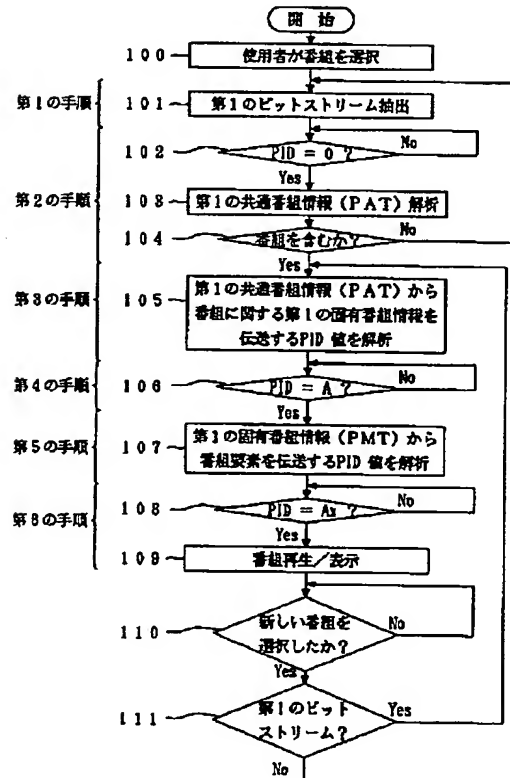 開始
100
使用者が番組を選択
第1の手順
101
第1のビットストリーム抽出
102
PID = 0 ?
No
Yes
第2の手順
103
第1の共通番組情報(PAT)解析
104
番組を含むか?
No
Yes
第3の手順
105
第1の共通番組情報(PAT)から
番組に関する第1の固有番組情報を
伝送するPID 値を解析
第4の手順
106
PID = A ?
No
Yes
第5の手順
107
第1の固有番組情報(PMT)から
番組要素を伝送するPID 値を解析
第6の手順
108
PID = Ax ?
No
Yes
109
番組再生/表示
110
新しい番組を
選択したか?
No
Yes
111
第1のビット
ストリーム?
Yes
No